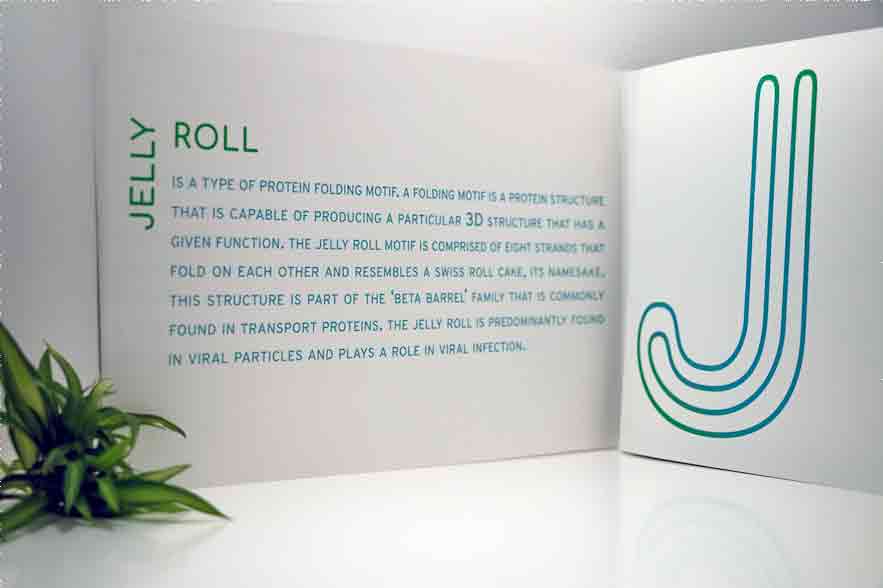 JELLY
ROLL
IS A TYPE OF PROTEIN FOLDING MOTIF. A FOLDING MOTIF IS A PROTEIN STRUCTURE
THAT IS CAPABLE OF PRODUCING A PARTICULAR 3D STRUCTURE THAT HAS A
GIVEN FUNCTION. THE JELLY ROLL MOTIF IS COMPRISED OF EIGHT STRANDS THAT
FOLD ON EACH OTHER AND RESEMBLES A SWISS ROLL CAKE, ITS NAMESAKE.
THIS STRUCTURE IS PART OF THE 'BETA BARREL' FAMILY THAT IS COMMONLY
FOUND IN TRANSPORT PROTEINS. THE JELLY ROLL IS PREDOMINANTLY FOUND
IN VIRAL PARTICLES AND PLAYS A ROLE IN VIRAL INFECTION.
J